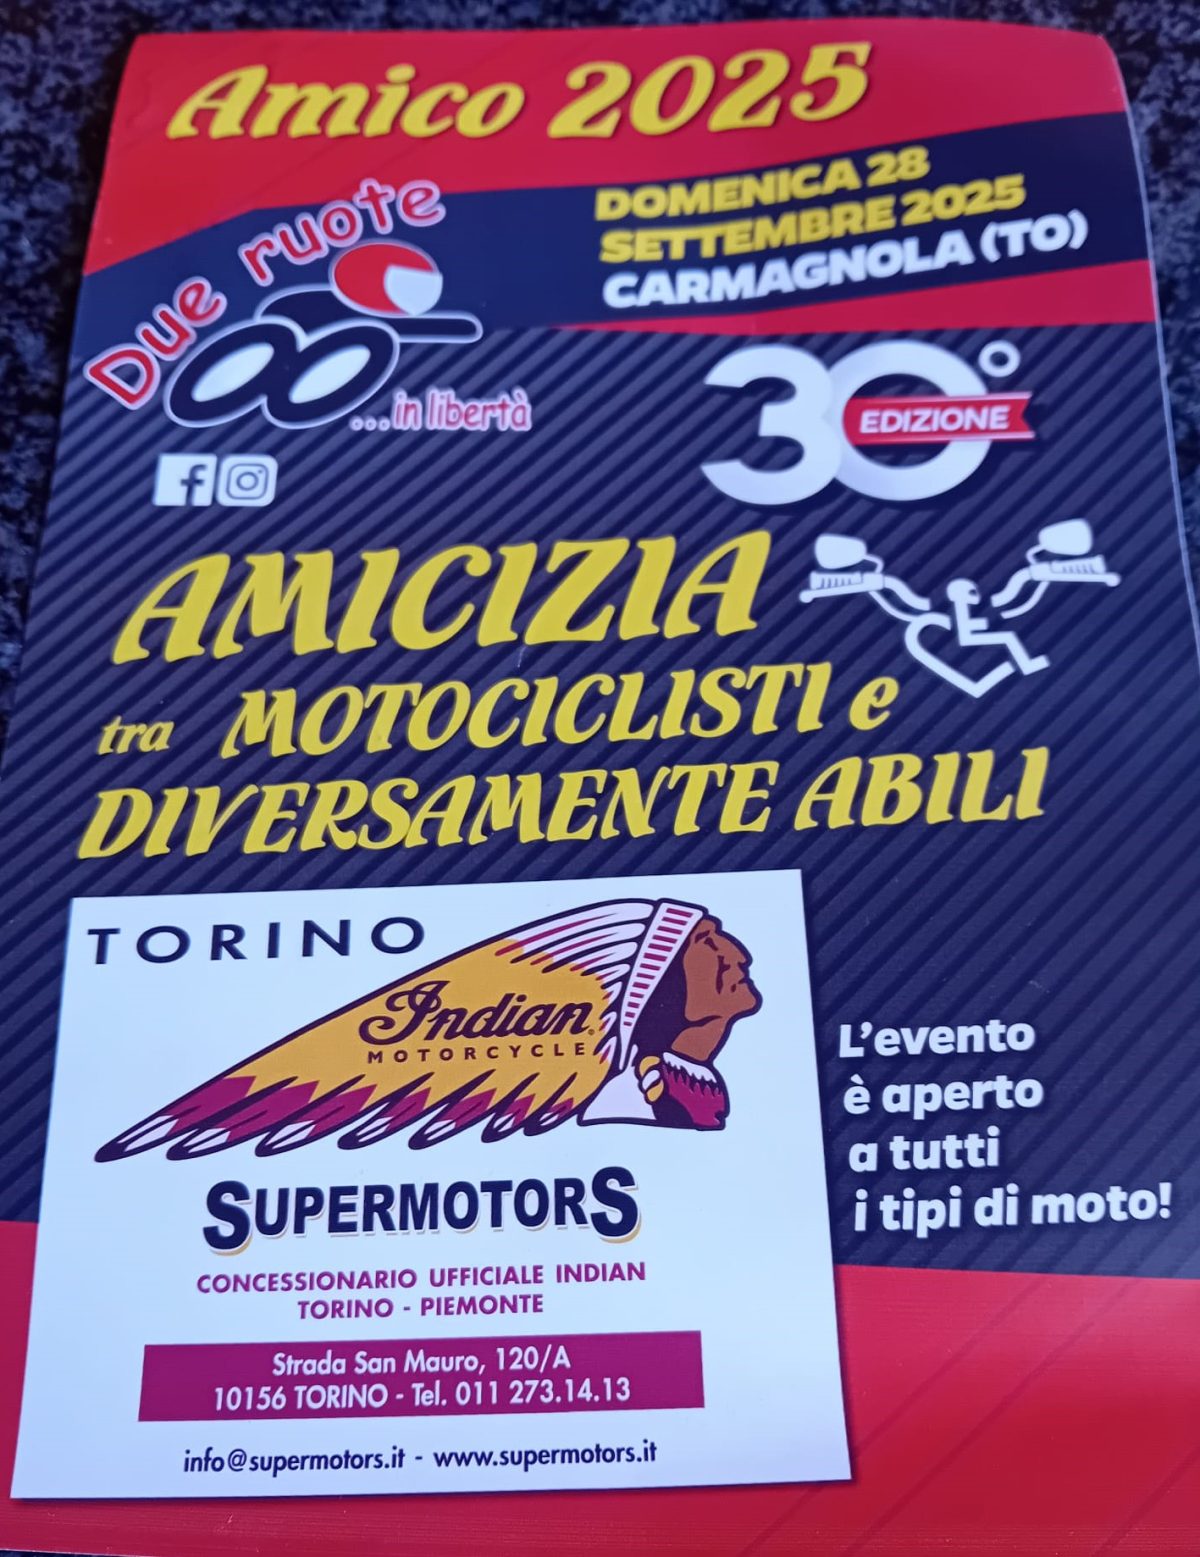 Amico 2025
DOMENICA 28
SETTEMBRE 2025
CARMAGNOLA (TO)
Due ruote
...in libertà
30°
EDIZIONE
AMICIZIA
tra MOTOCICLISTI e
DIVERSAMENTE ABILI
TORINO
Indian
MOTORCYCLE
SUPERMOTORS
CONCESSIONARIO UFFICIALE INDIAN
TORINO - PIEMONTE
Strada San Mauro, 120/A
10156 TORINO - Tel. 011 273.14.13
info@supermotors.it - www.supermotors.it
L'evento
è aperto
a tutti
i tipi di moto!